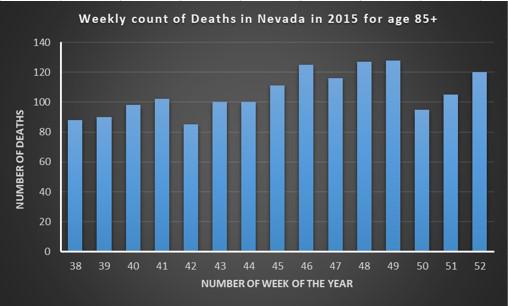 Weekly count of Deaths in Nevada in 2015 for age 85+
140
120
100
80
60
40
20
0
NUMBER OF DEATHS
38 39 40 41 42 43 44 45 46 47 48 49 50 51 52
NUMBER OF WEEK OF THE YEAR